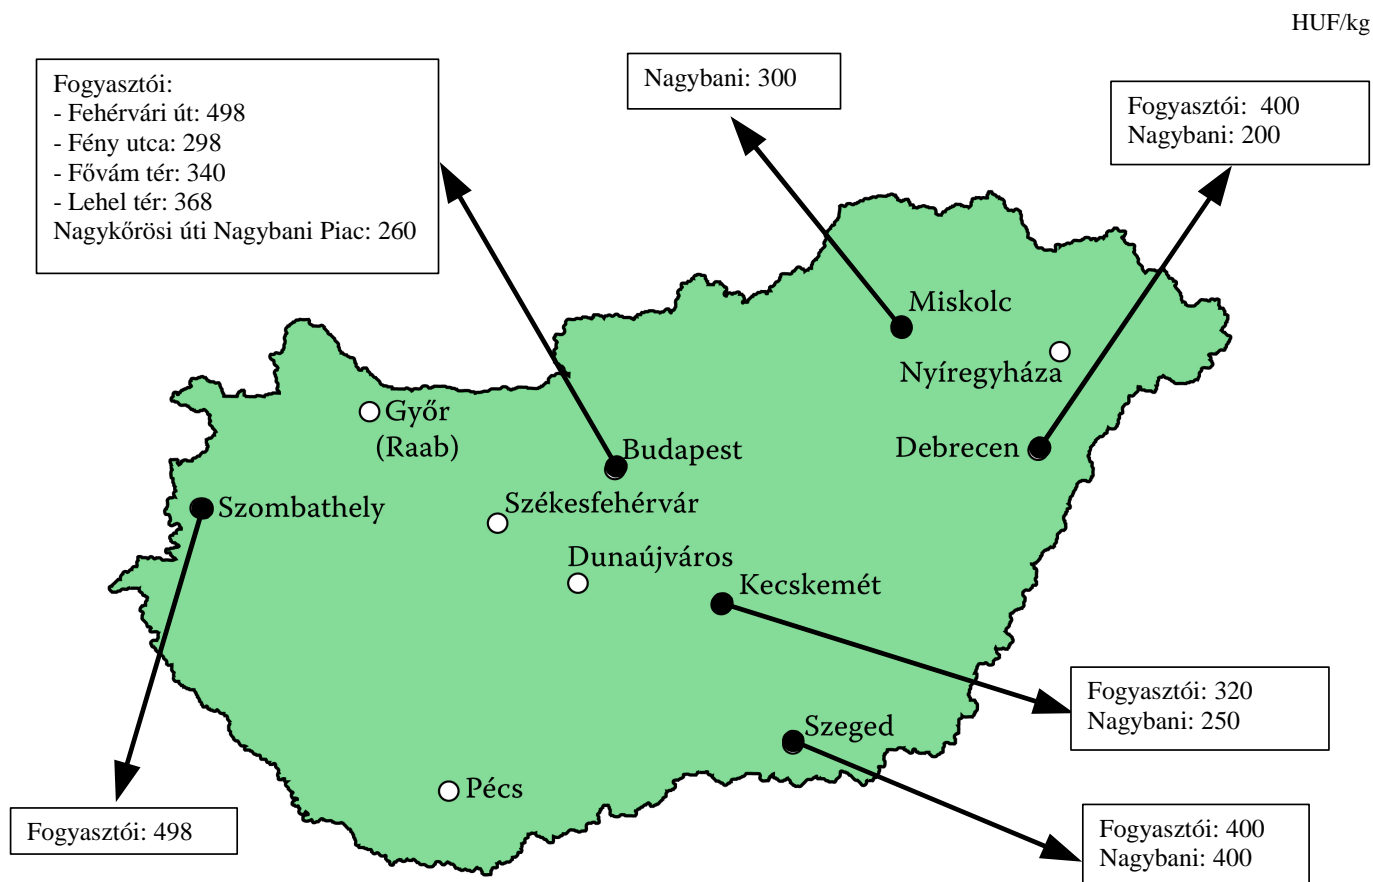 HUF/kg
Fogyasztói:
- Fehérvári út: 498
- Fény utca: 298
- Fővám tér: 340
- Lehel tér: 368
Nagykőrösi úti Nagybani Piac: 260
Nagybani: 300
Fogyasztói: 400
Nagybani: 200
Miskolc
Nyíregyháza
Győr
(Raab)
Budapest
Debrecen
Szombathely
Székesfehérvár
Dunaújváros
Kecskemét
Fogyasztói: 320
Nagybani: 250
Szeged
Pécs
Fogyasztói: 498
Fogyasztói: 400
Nagybani: 400